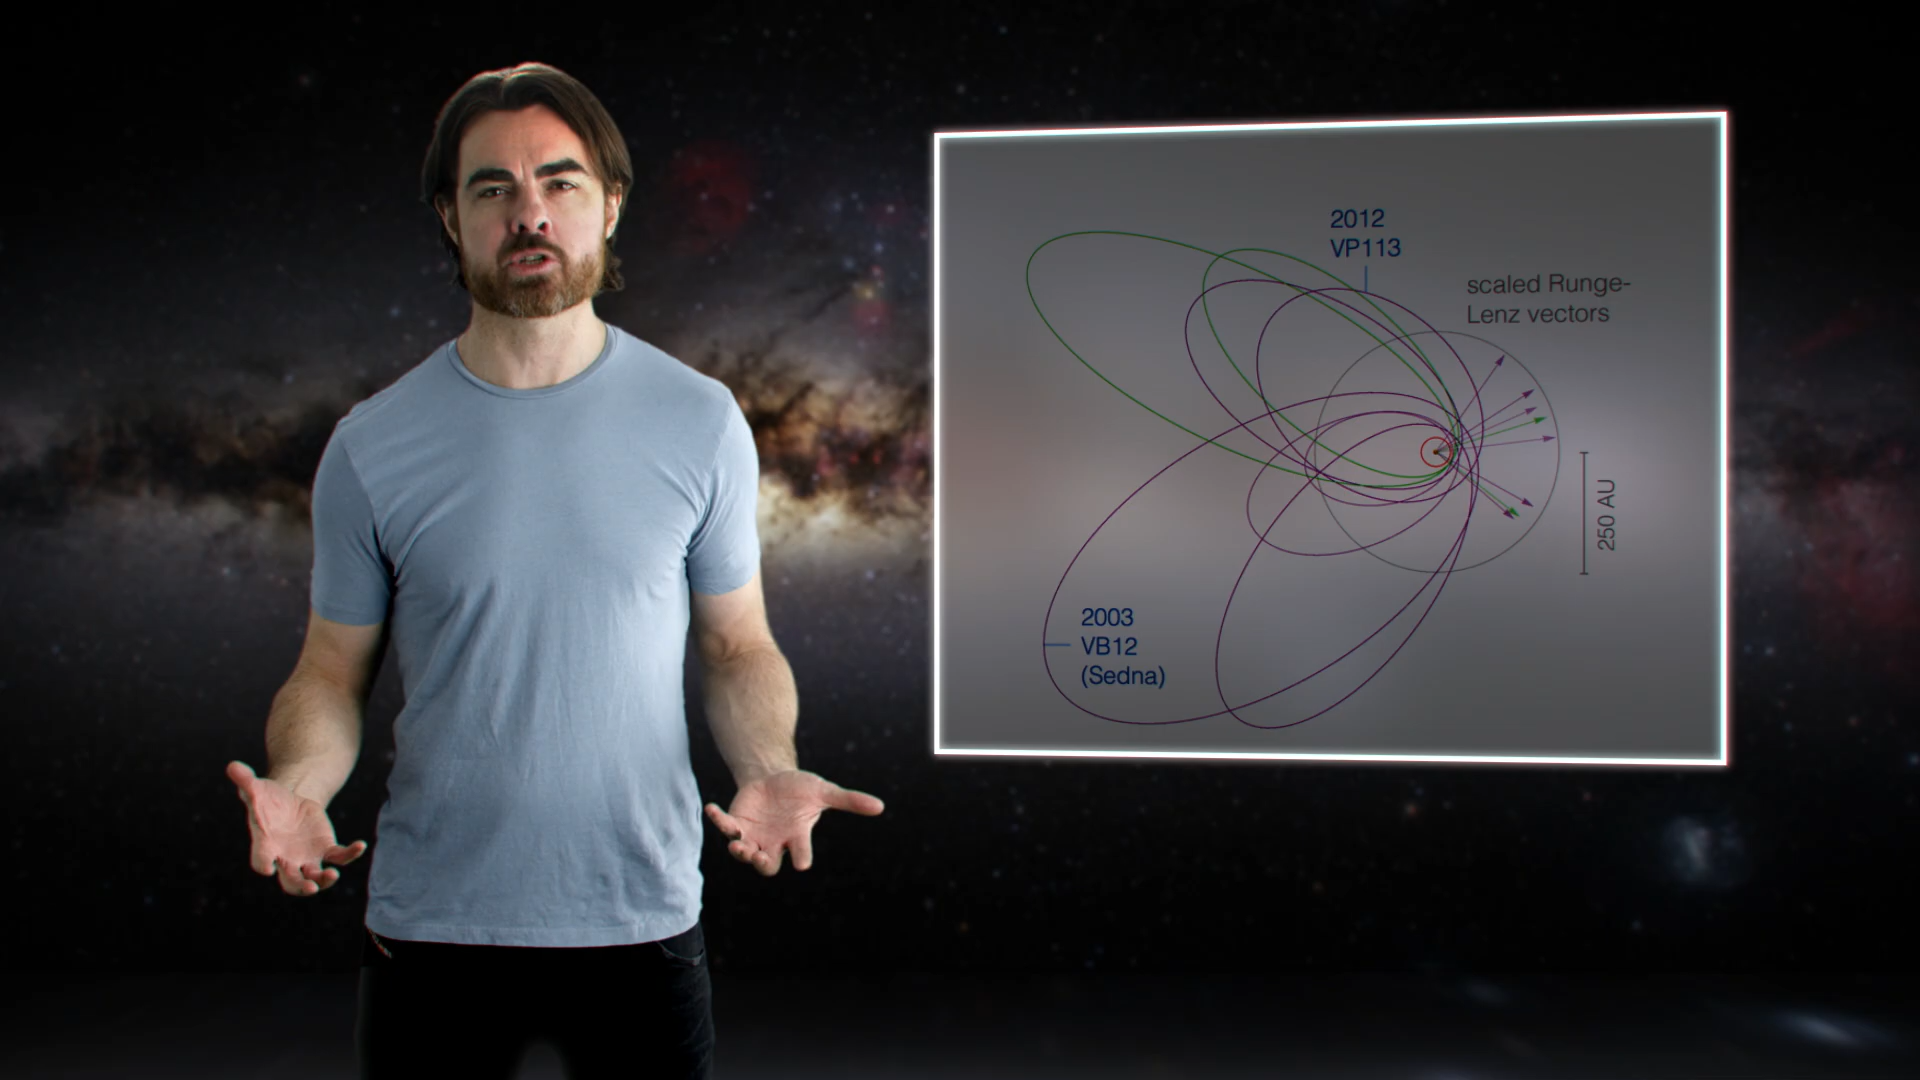 2012
VP113
scaled Runge-
Lenz vectors
250 AU
2003
VB12
(Sedna)